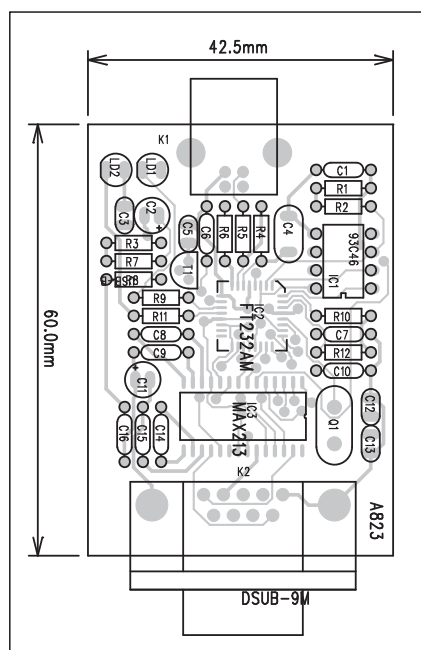 42.5mm
K1
LD2
LD1
C1
R1
R2
C3
C2
+
C5
C6
R6
R5
R4
C4
R3
R7
R8
USB-B
T1
93C46
IC1
R9
R11
C8
C9
IC2
FT232AM
R10
C7
R12
C10
60.0mm
+
C11
C16
C15
C14
IC3
MAX213
Q1
C12
C13
K2
A823
DSUB-9M